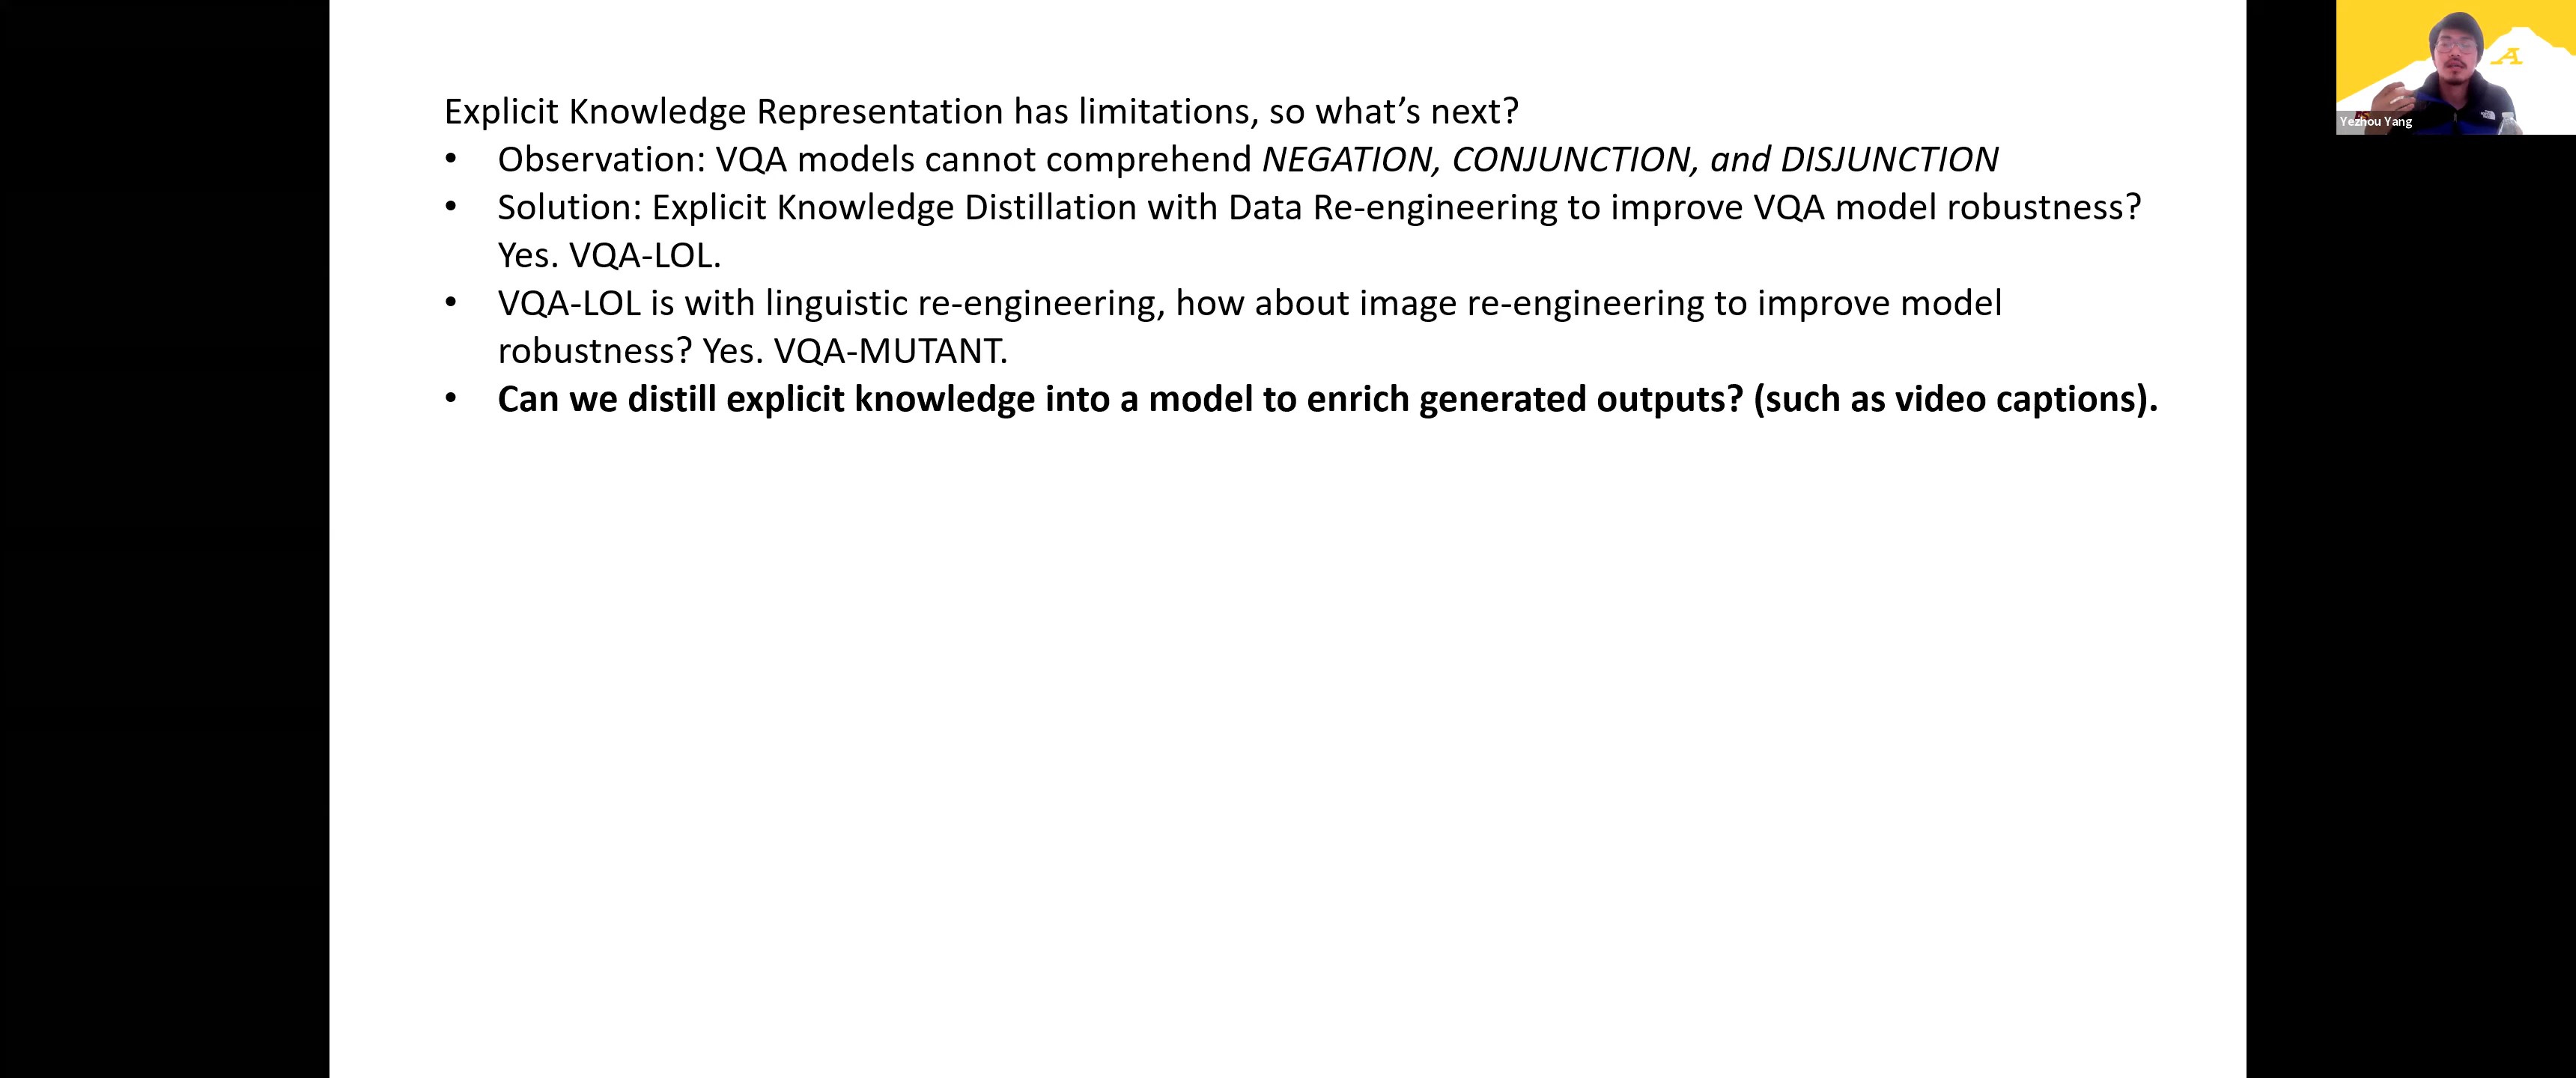 Explicit Knowledge Representation has limitations, so what’s next?
• Observation: VQA models cannot comprehend NEGATION, CONJUNCTION, and DISJUNCTION
• Solution: Explicit Knowledge Distillation with Data Re-engineering to improve VQA model robustness?
Yes. VQA-LOL.
• VQA-LOL is with linguistic re-engineering, how about image re-engineering to improve model
robustness? Yes. VQA-MUTANT.
• Can we distill explicit knowledge into a model to enrich generated outputs? (such as video captions).
A
Yezhou Yang